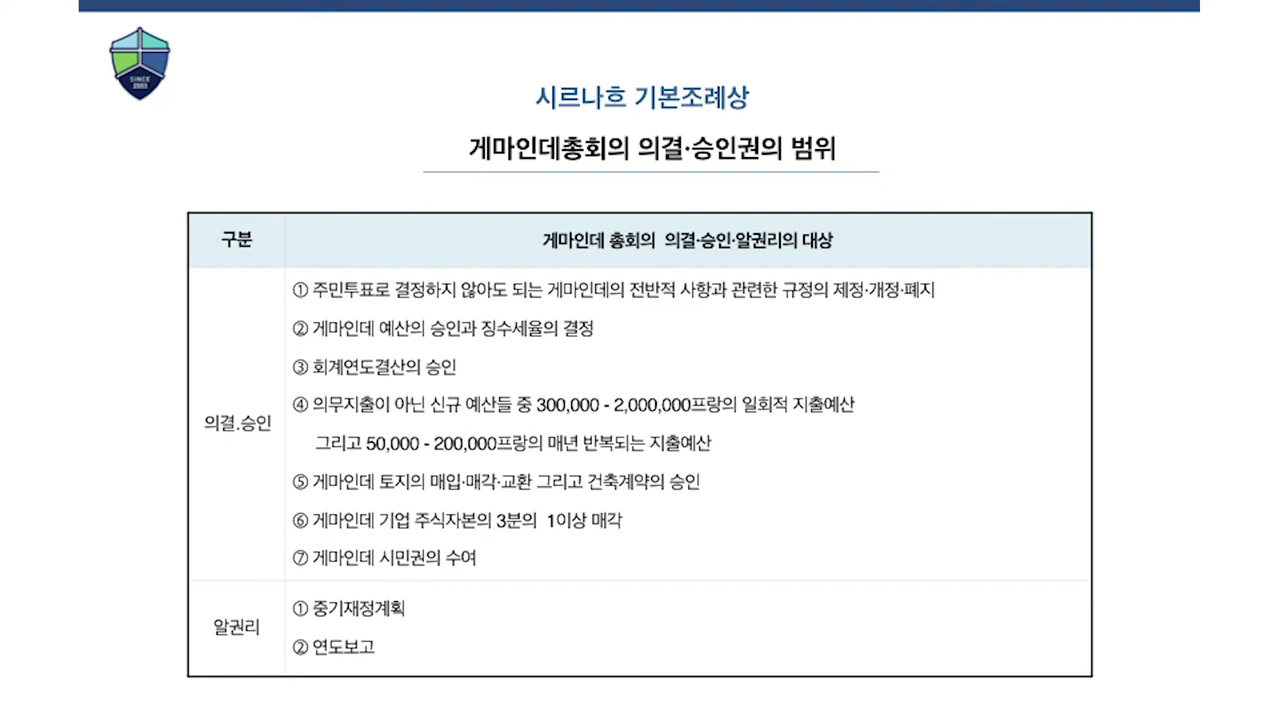 SINCE
2003
시르나흐 기본조례상
게마인데총회의 의결·승인권의 범위
구분
게마인데 총회의 의결·승인·알권리의 대상
의결.승인
① 주민투표로 결정하지 않아도 되는 게마인데의 전반적 사항과 관련한 규정의 제정·개정·폐지
② 게마인데 예산의 승인과 징수세율의 결정
③ 회계연도결산의 승인
④ 의무지출이 아닌 신규 예산들 중 300,000 - 2,000,000프랑의 일회적 지출예산
그리고 50,000 - 200,000프랑의 매년 반복되는 지출예산
⑤ 게마인데 토지의 매입·매각·교환 그리고 건축계약의 승인
⑥ 게마인데 기업 주식자본의 3분의 1이상 매각
⑦ 게마인데 시민권의 수여
알권리
① 중기재정계획
② 연도보고